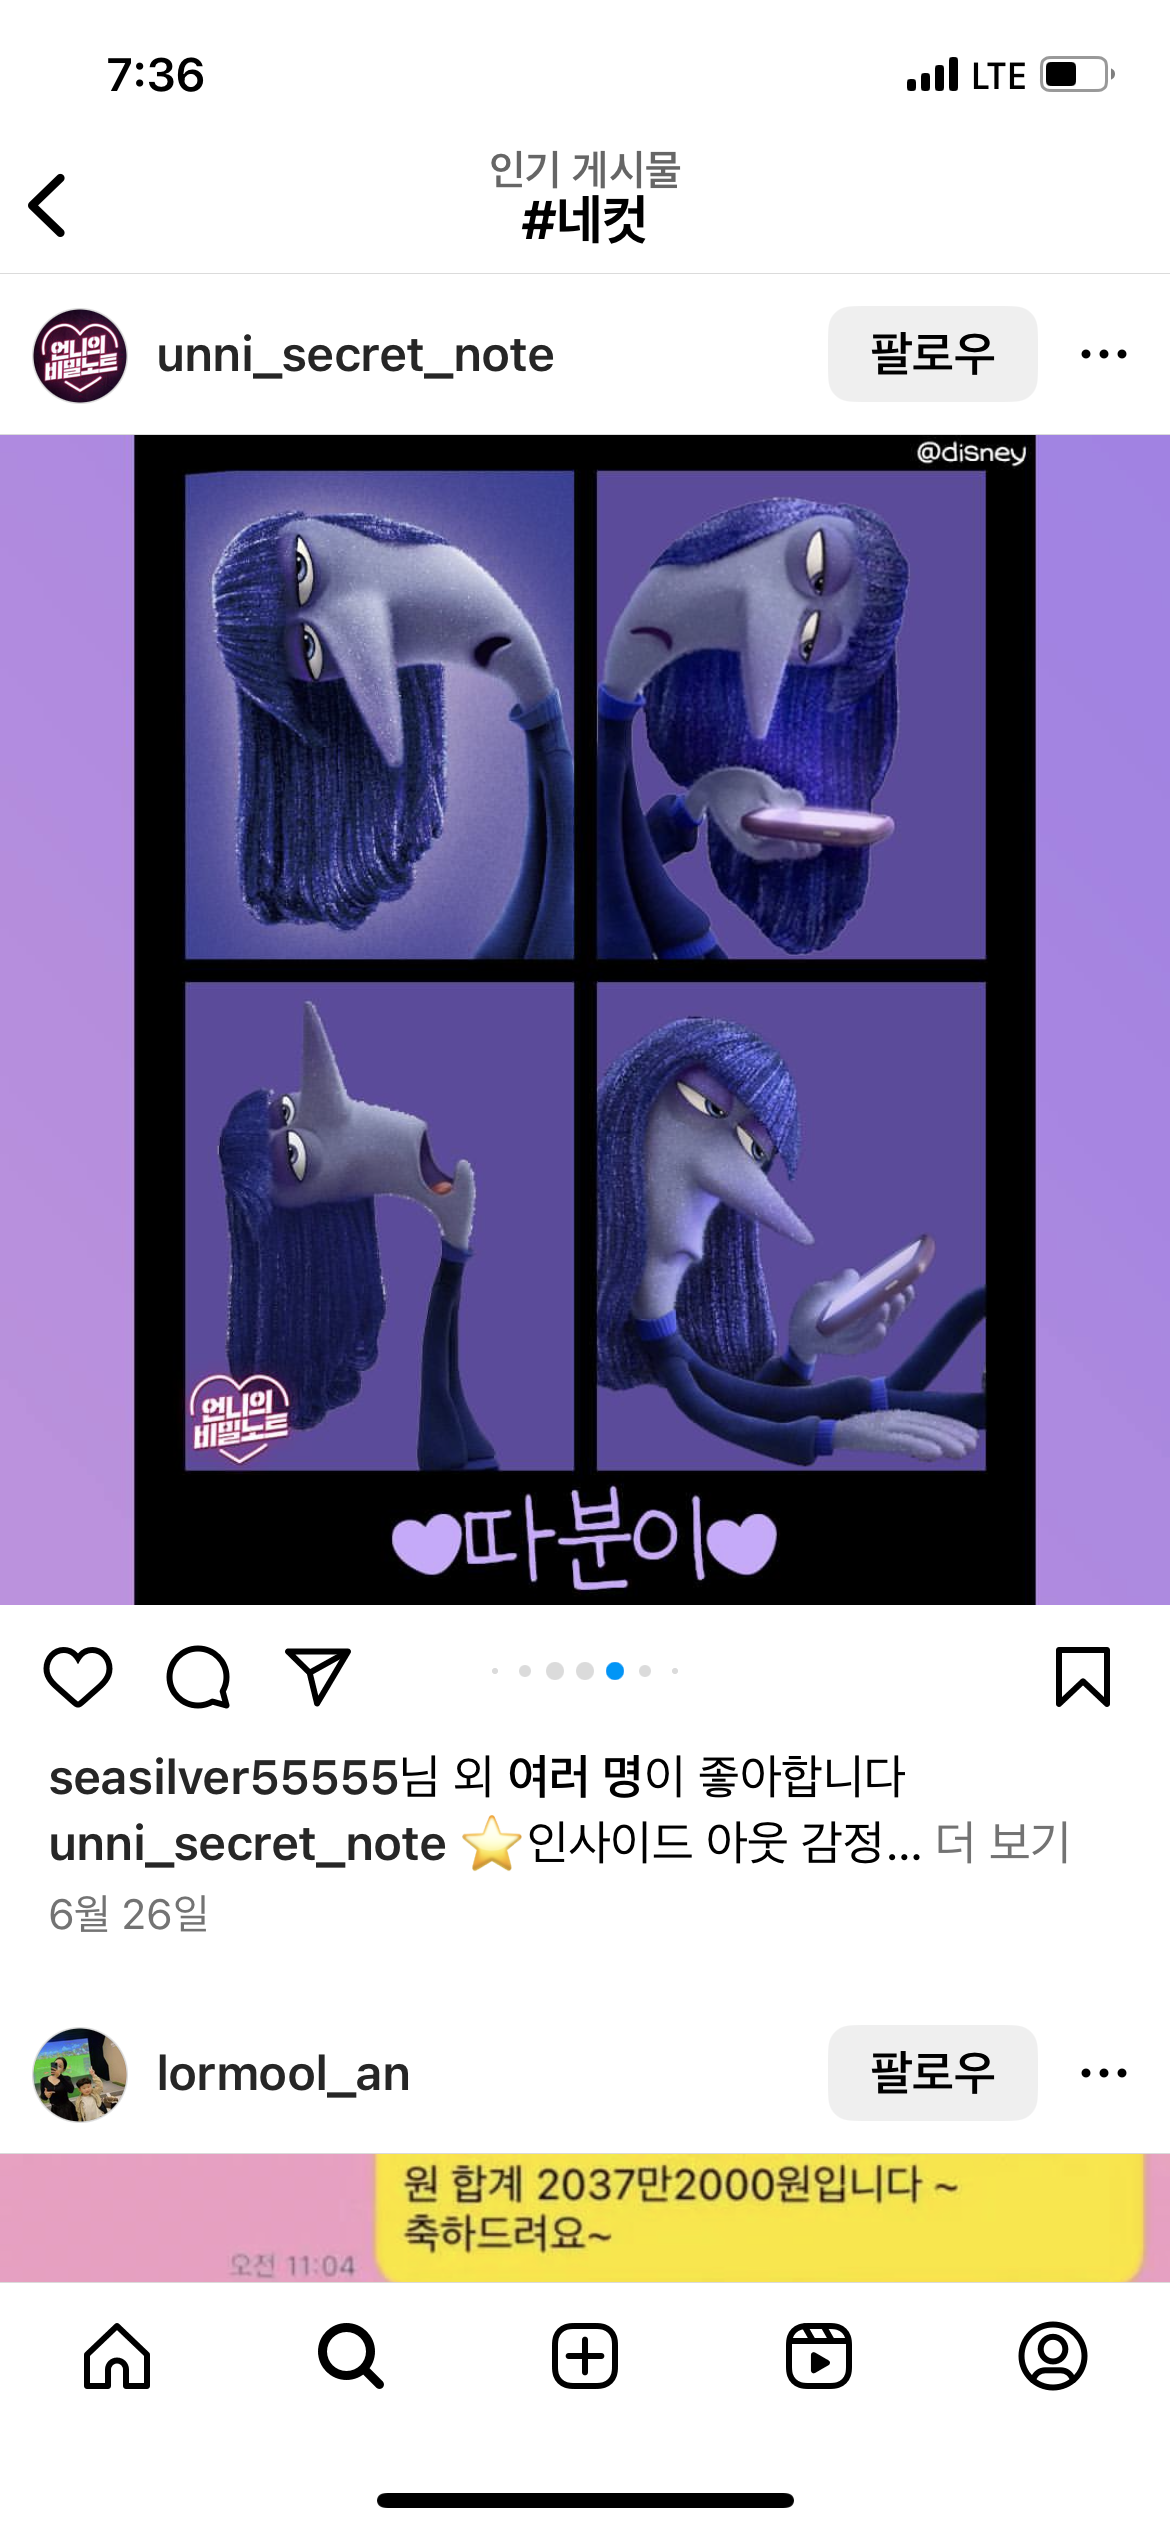 7:36
LTE
인기 게시물
#네컷
언니의
비밀노트
unni_secret_note
팔로우
@disney
언니의
비밀노트
따분이
seasilver55555님 외 여러 명이 좋아합니다
unni_secret_note ⭐인사이드 아웃 감정... 더 보기
6월 26일
lormool_an
팔로우
원 합계 2037만2000원입니다 ~
축하드려요~
오전 11:04